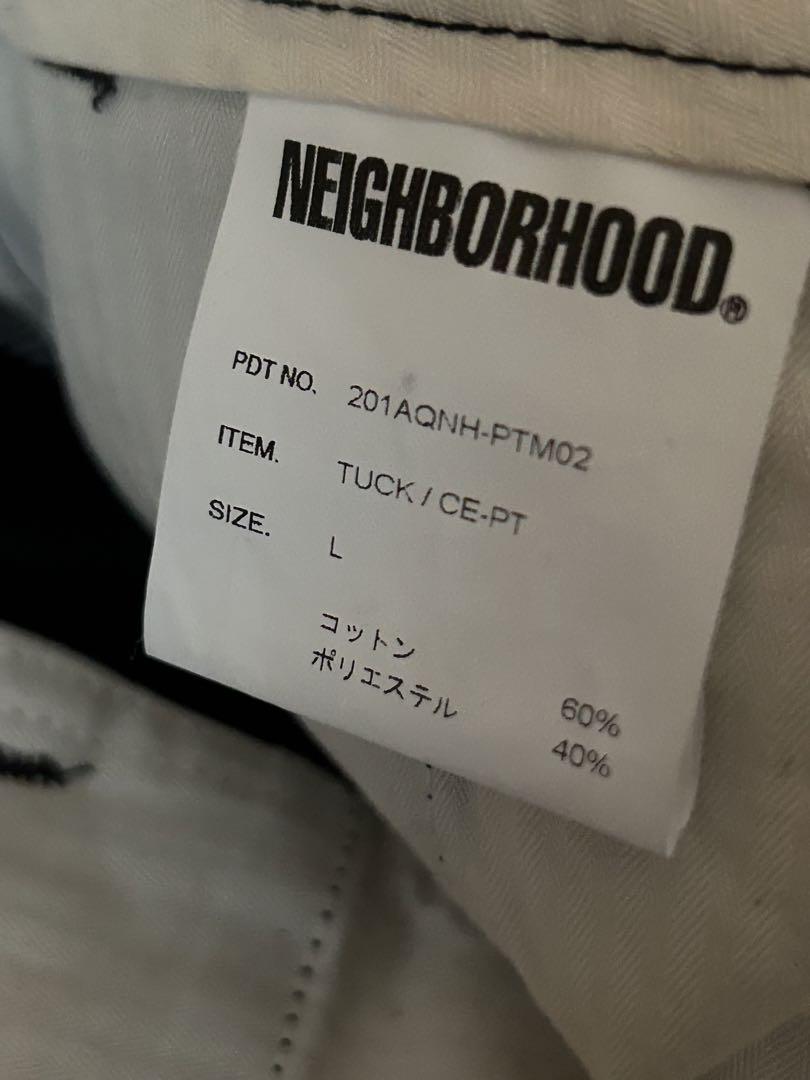 NEIGHBORHOOD®
PDT NO. 201AQNH-PTM02
ITEM. TUCK / CE-PT
SIZE. L
コットン 60%
ポリエステル 40%